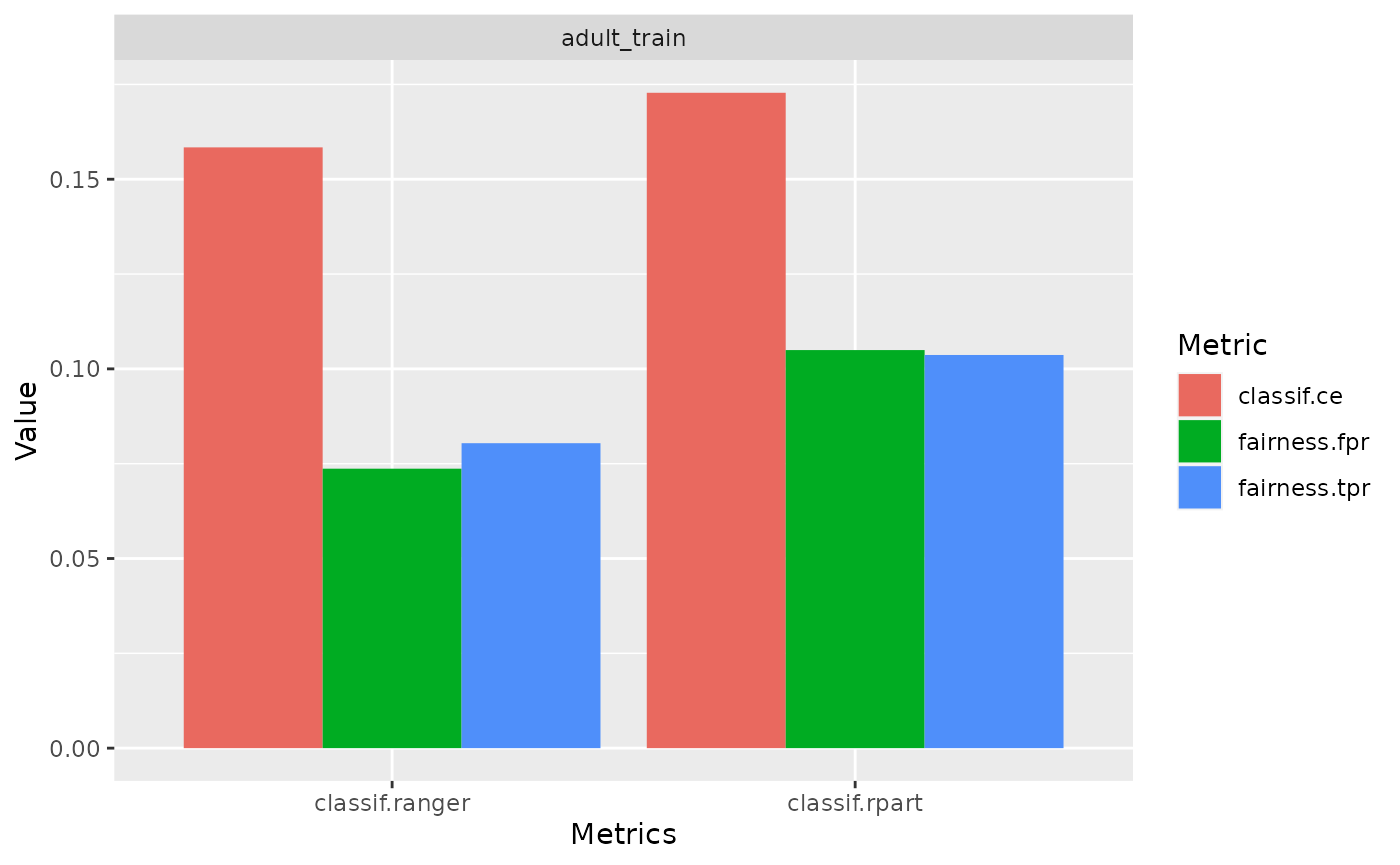 adult_train
0.15
0.10
0.05
0.00
Value
classif.ranger
classif.rpart
Metrics
Metric
classif.ce
fairness.fpr
fairness.tpr